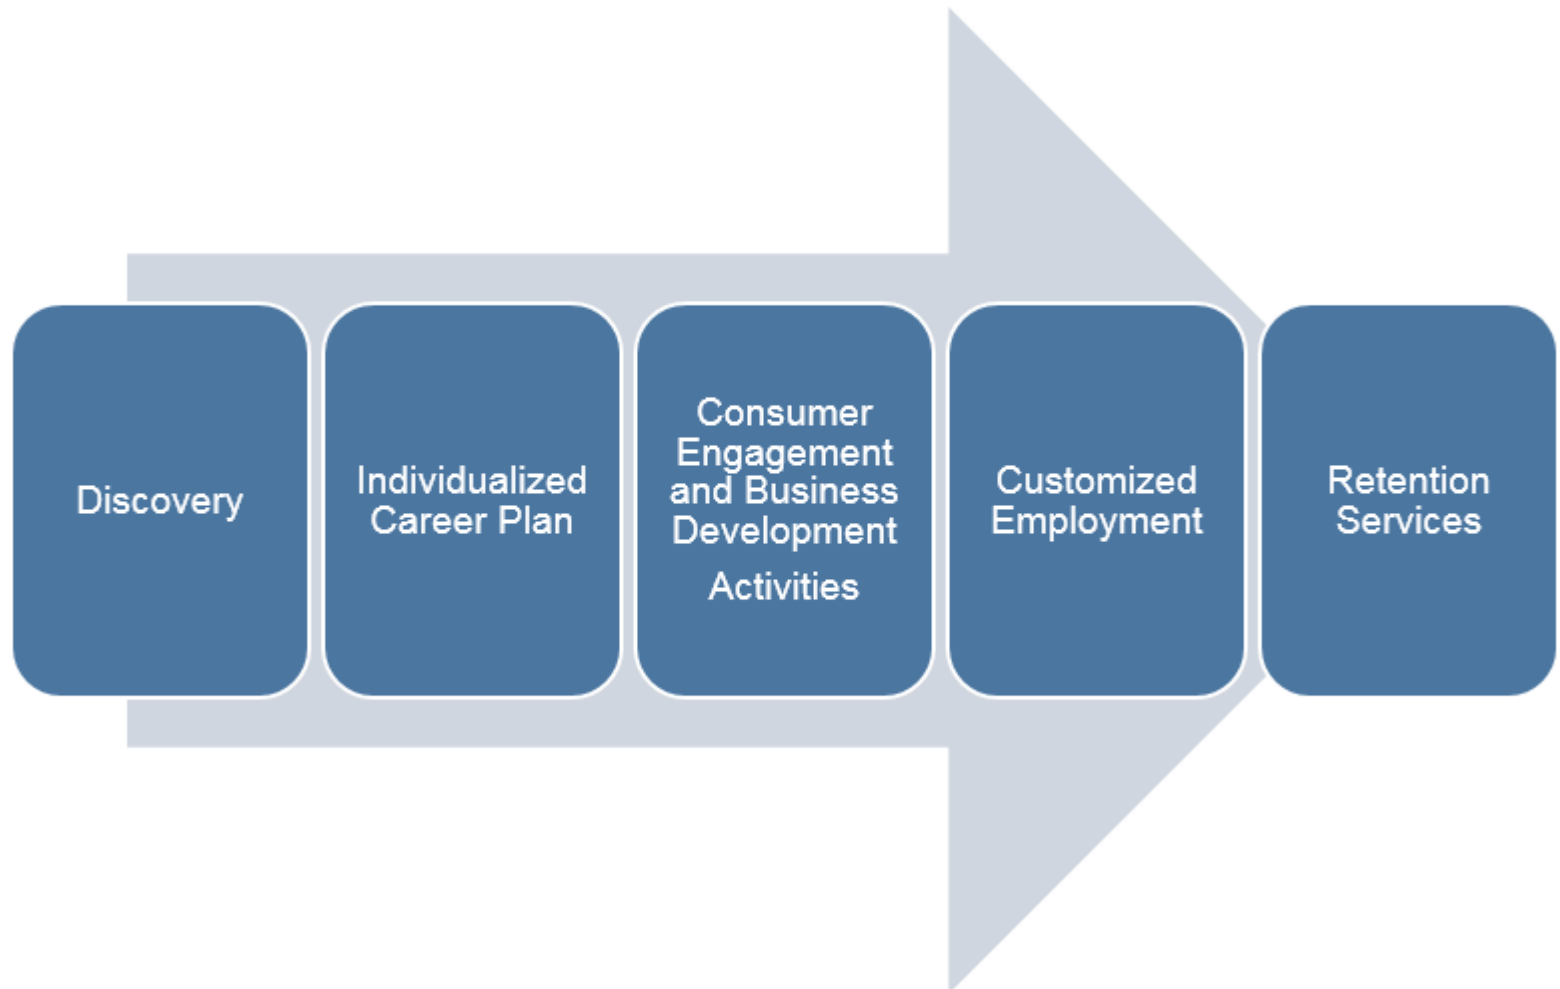 Discovery
Individualized
Career Plan
Consumer
Engagement
and Business
Development
Activities
Customized
Employment
Retention
Services